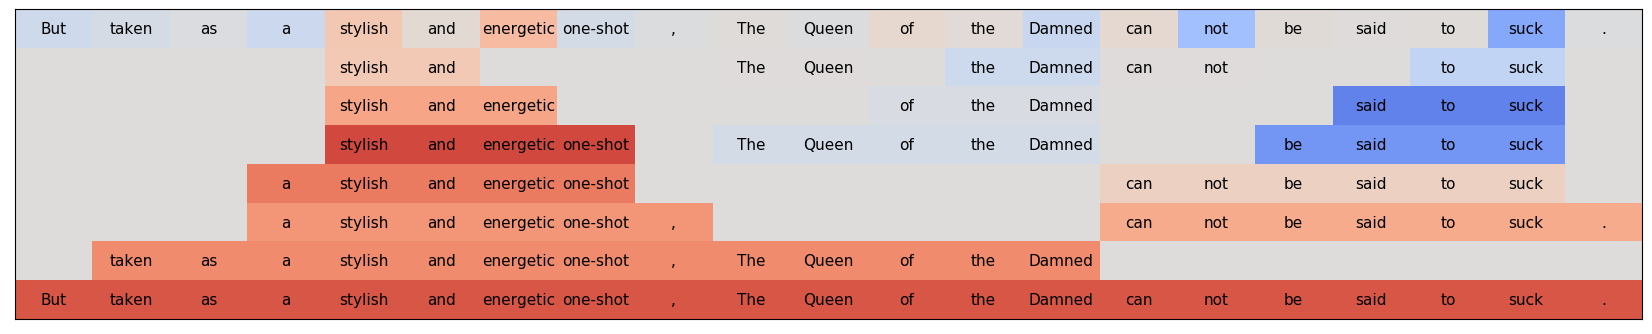 But taken as a stylish and energetic one-shot , The Queen of the Damned can not be said to suck .
stylish and The Queen the Damned can not to suck
stylish and energetic of the Damned said to suck
stylish and energetic one-shot The Queen of the Damned be said to suck
a stylish and energetic one-shot can not be said to suck
a stylish and energetic one-shot , can not be said to suck .
taken as a stylish and energetic one-shot , The Queen of the Damned
But taken as a stylish and energetic one-shot , The Queen of the Damned can not be said to suck .